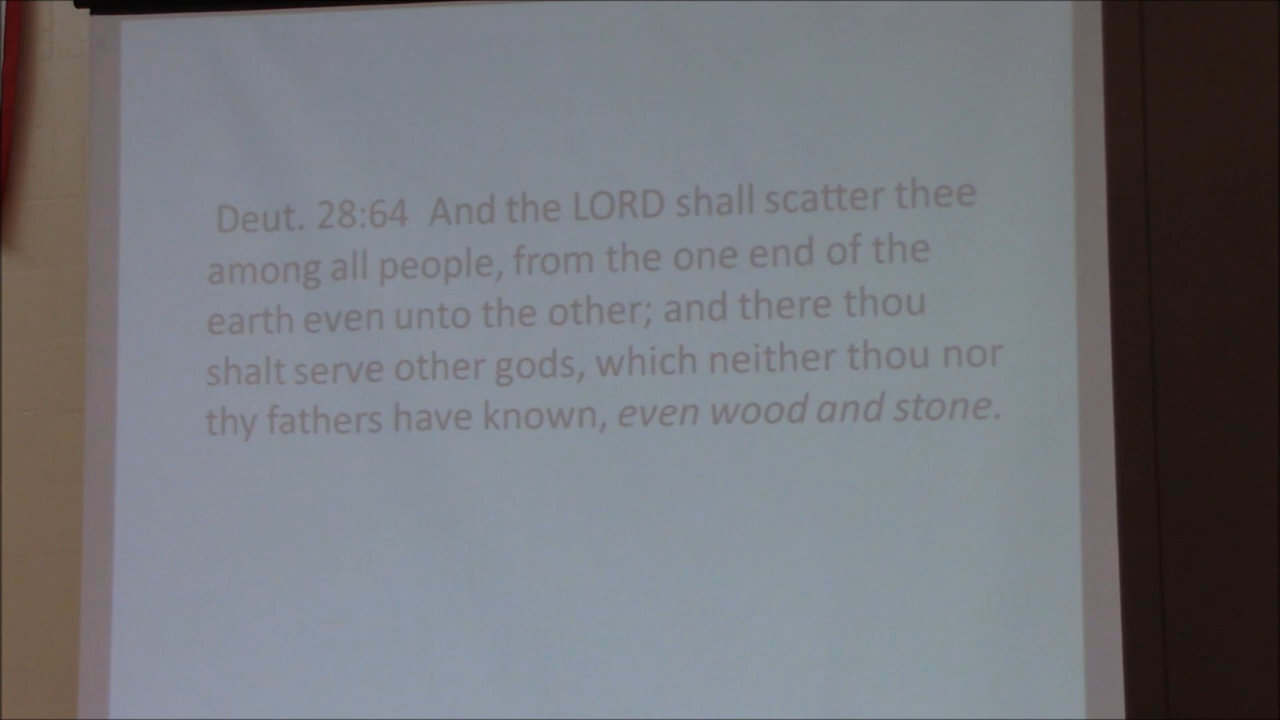 Deut. 28:64 And the LORD shall scatter thee
among all people, from the one end of the
earth even unto the other; and there thou
shalt serve other gods, which neither thou nor
thy fathers have known, even wood and stone.